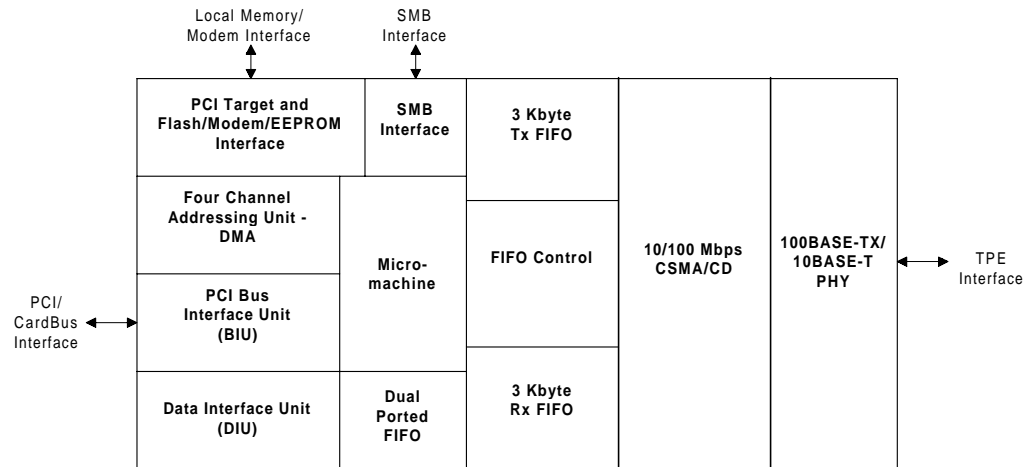 Local Memory/
Modem Interface
SMB
Interface
PCI Target and
Flash/Modem/EEPROM
Interface
SMB
Interface
3 Kbyte
Tx FIFO
Four Channel
Addressing Unit -
DMA
Micro-
machine
FIFO Control
10/100 Mbps
CSMA/CD
100BASE-TX/
10BASE-T
PHY
TPE
Interface
PCI/
CardBus
Interface
PCI Bus
Interface Unit
(BIU)
Data Interface Unit
(DIU)
Dual
Ported
FIFO
3 Kbyte
Rx FIFO